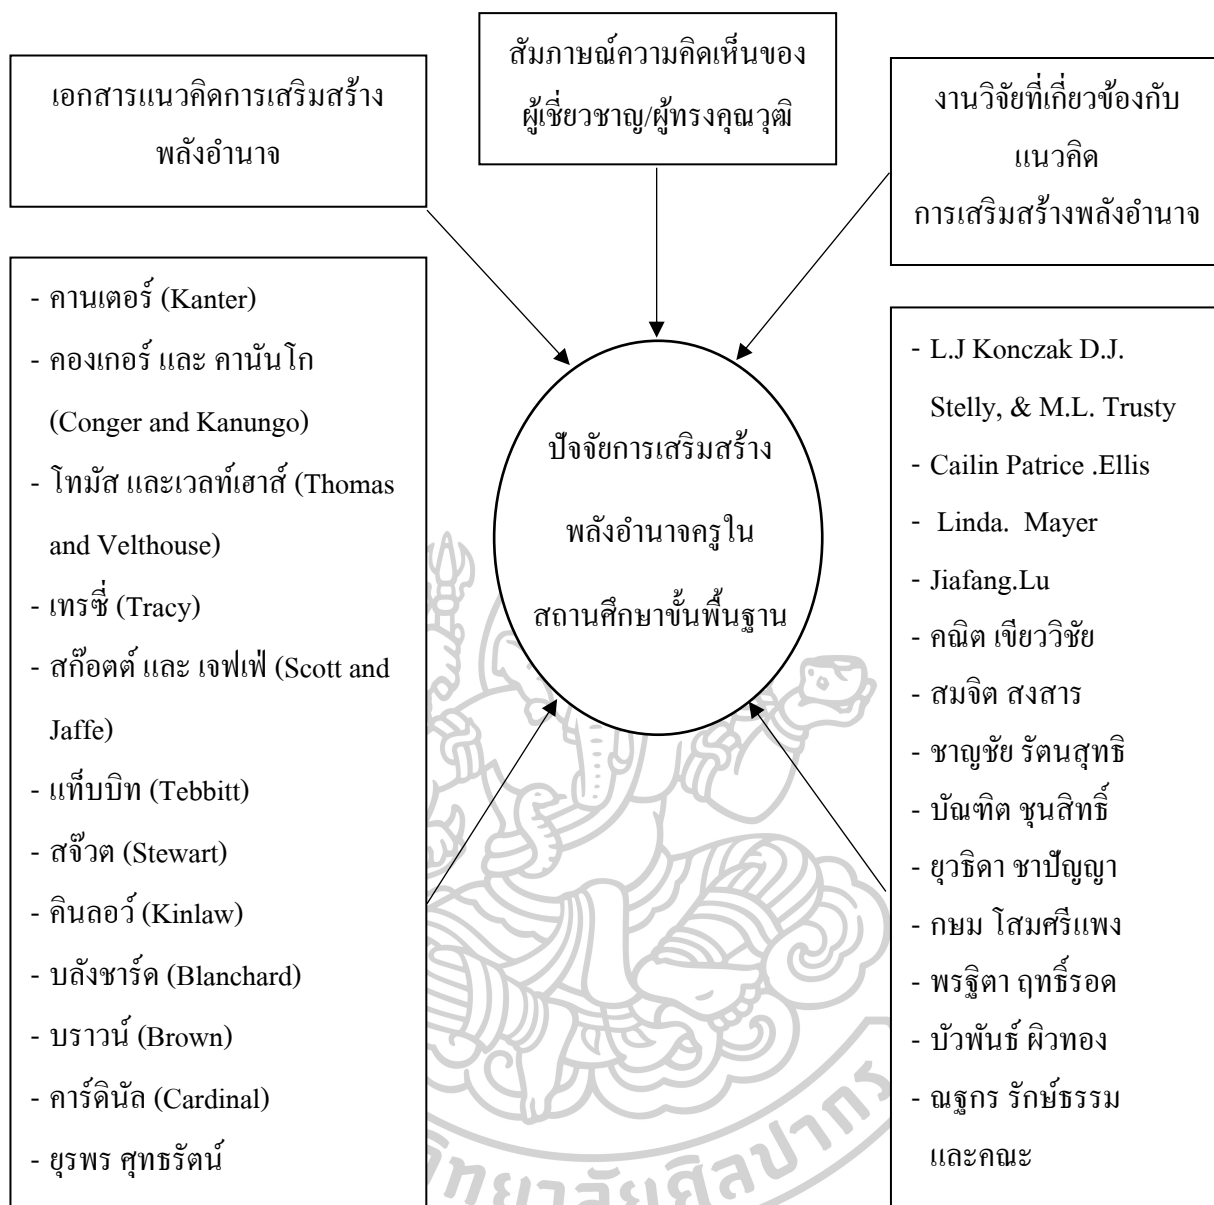 เอกสารแนวคิดการเสริมสร้าง
พลังอำนาจ
สัมภาษณ์ความคิดเห็นของ
ผู้เชี่ยวชาญ/ผู้ทรงคุณวุฒิ
งานวิจัยที่เกี่ยวข้องกับ
แนวคิด
การเสริมสร้างพลังอำนาจ
- คานเตอร์ (Kanter)
- คองเกอร์ และ คานันโก
(Conger and Kanungo)
- โทมัส และเวลท์เฮาส์ (Thomas
and Velthouse)
- เทรซี่ (Tracy)
- สก๊อตต์ และ เจฟเฟ่ (Scott and
Jaffe)
- แท็บบิท (Tebbitt)
- สจ๊วต (Stewart)
- คินลอว์ (Kinlaw)
- บลังชาร์ด (Blanchard)
- บราวน์ (Brown)
- คาร์ดินัล (Cardinal)
- ยุรพร ศุทธรัตน์
ปัจจัยการเสริมสร้าง
พลังอำนาจครูใน
สถานศึกษาขั้นพื้นฐาน
- L.J Konczak D.J.
Stelly, & M.L. Trusty
- Cailin Patrice .Ellis
- Linda. Mayer
- Jiafang.Lu
- คณิต เขียววิชัย
- สมจิต สงสาร
- ชาญชัย รัตนสุทธิ
- บัณฑิต ชุนสิทธิ์
- ยุวธิดา ชาปัญญา
- กษม โสมศรีแพง
- พรฐิตา ฤทธิ์รอด
- บัวพันธ์ ผิวทอง
- ณฐกร รักษ์ธรรม
และคณะ
ทยาลัยศิลปากร